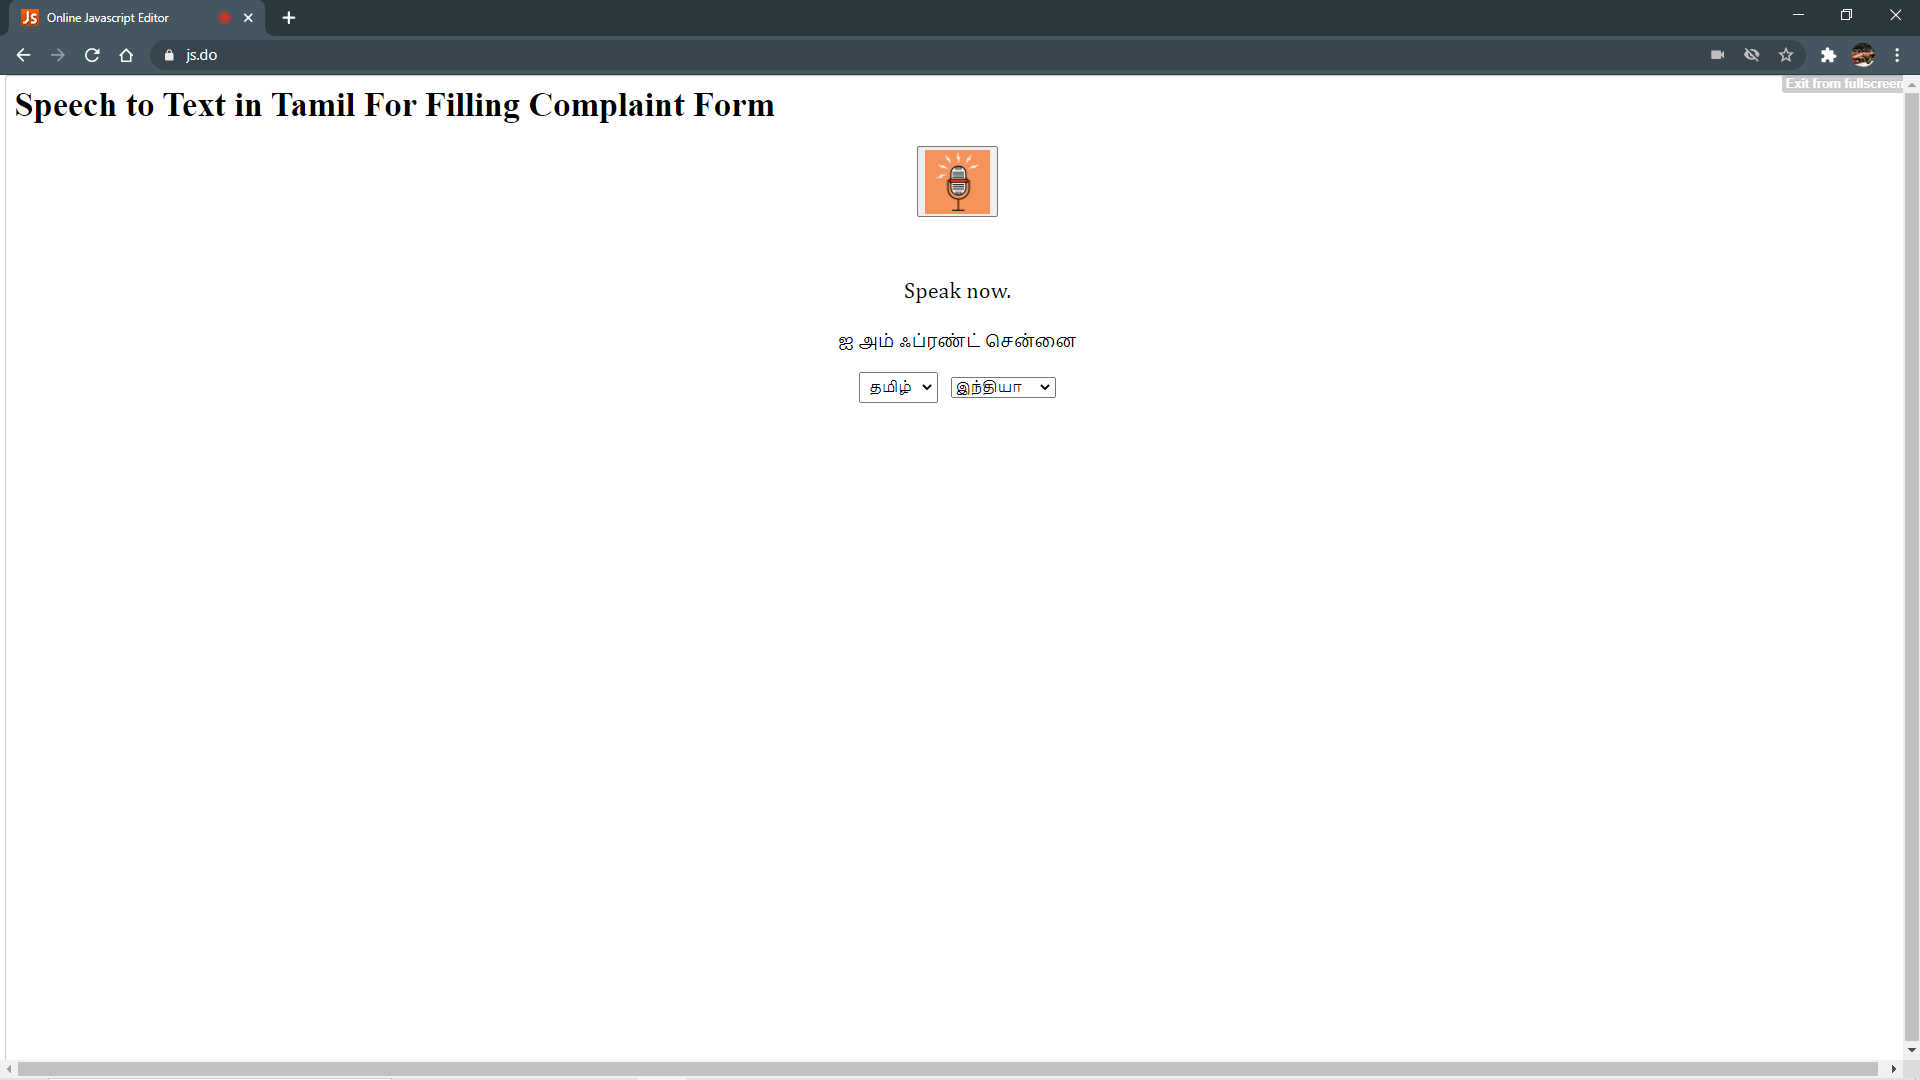 Online Javascript Editor
js.do
Exit from fullscreen
Speech to Text in Tamil For Filling Complaint Form
Speak now.
ஐ அம் ஃப்ரண்ட் சென்னை
தமிழ் இந்தியா